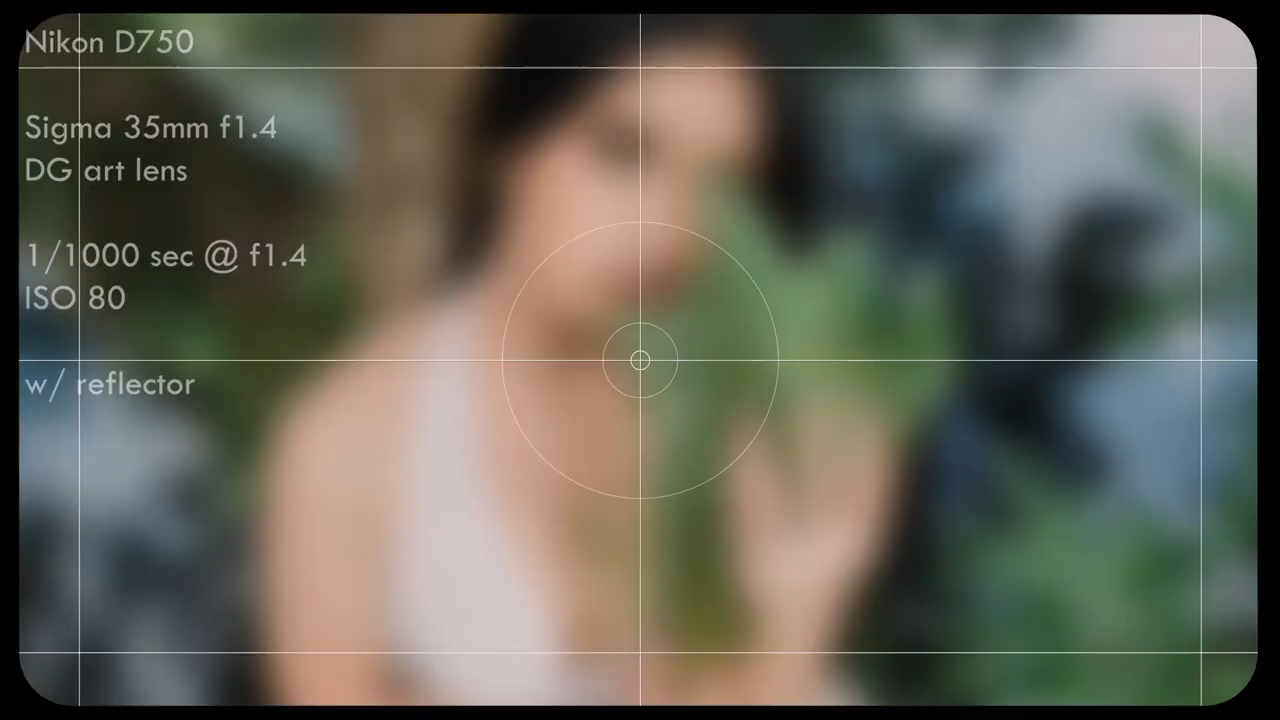 Nikon D750
Sigma 35mm f1.4
DG art lens
1/1000 sec @ f1.4
ISO 80
w/ reflector